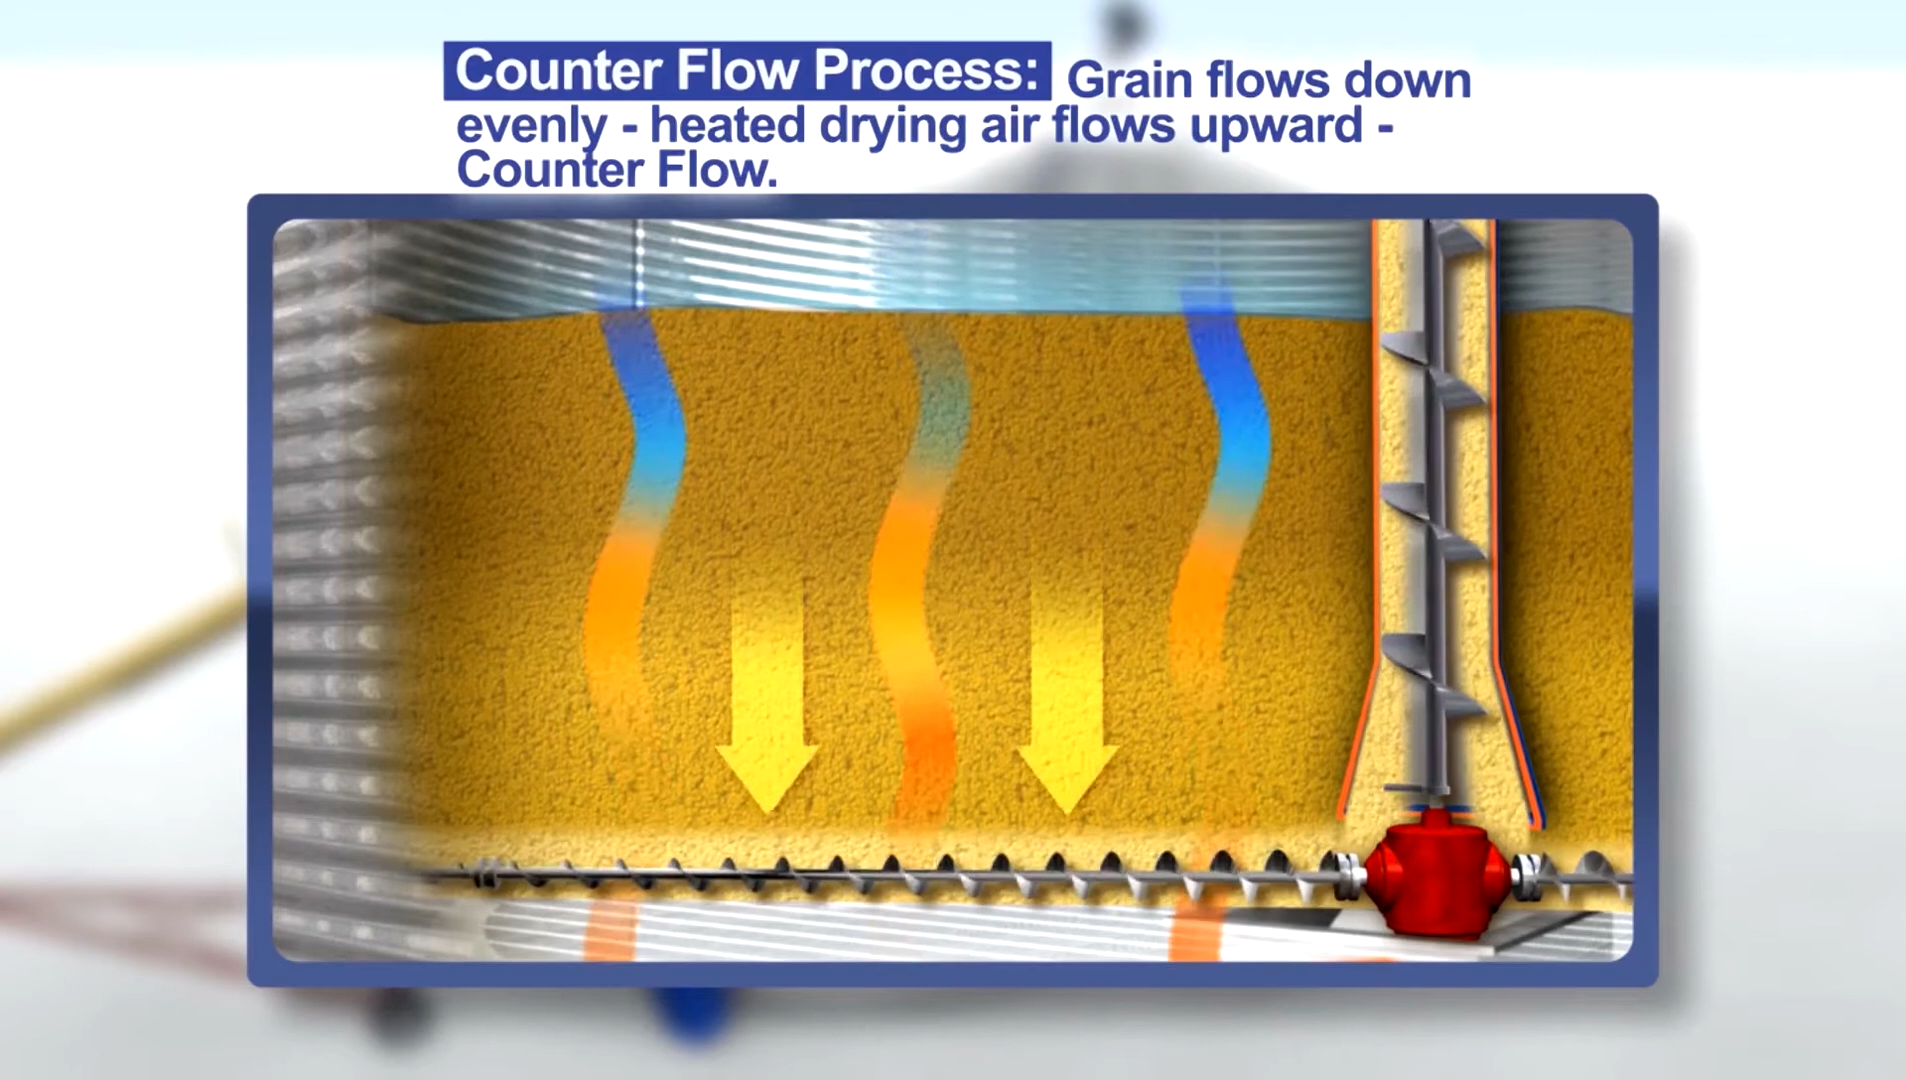 Counter Flow Process: Grain flows down
evenly - heated drying air flows upward -
Counter Flow.